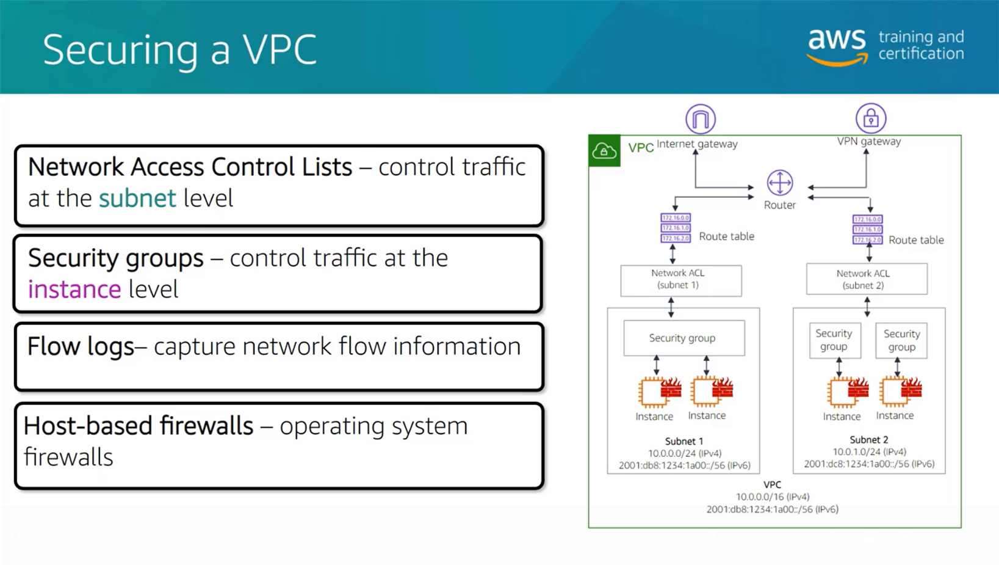 Securing a VPC
aws training and
certification
Network Access Control Lists – control traffic
at the subnet level
Security groups – control traffic at the
instance level
Flow logs– capture network flow information
Host-based firewalls – operating system
firewalls
VPC
Internet gateway
VPN gateway
Router
172.16.0.0
172.16.1.0
172.16.2.0
Route table
172.16.0.0
172.16.1.0
172.16.2.0
Route table
Network ACL
(subnet 1)
Network ACL
(subnet 2)
Security group
Security
group
Security
group
Instance
Instance
Instance
Instance
Subnet 1
10.0.0.0/24 (IPv4)
2001:db8:1234:1a00::/56 (IPv6)
Subnet 2
10.0.1.0/24 (IPv4)
2001:dc8:1234:1a00::/56 (IPv6)
VPC
10.0.0.0/16 (IPv4)
2001:db8:1234:1a00::/56 (IPv6)